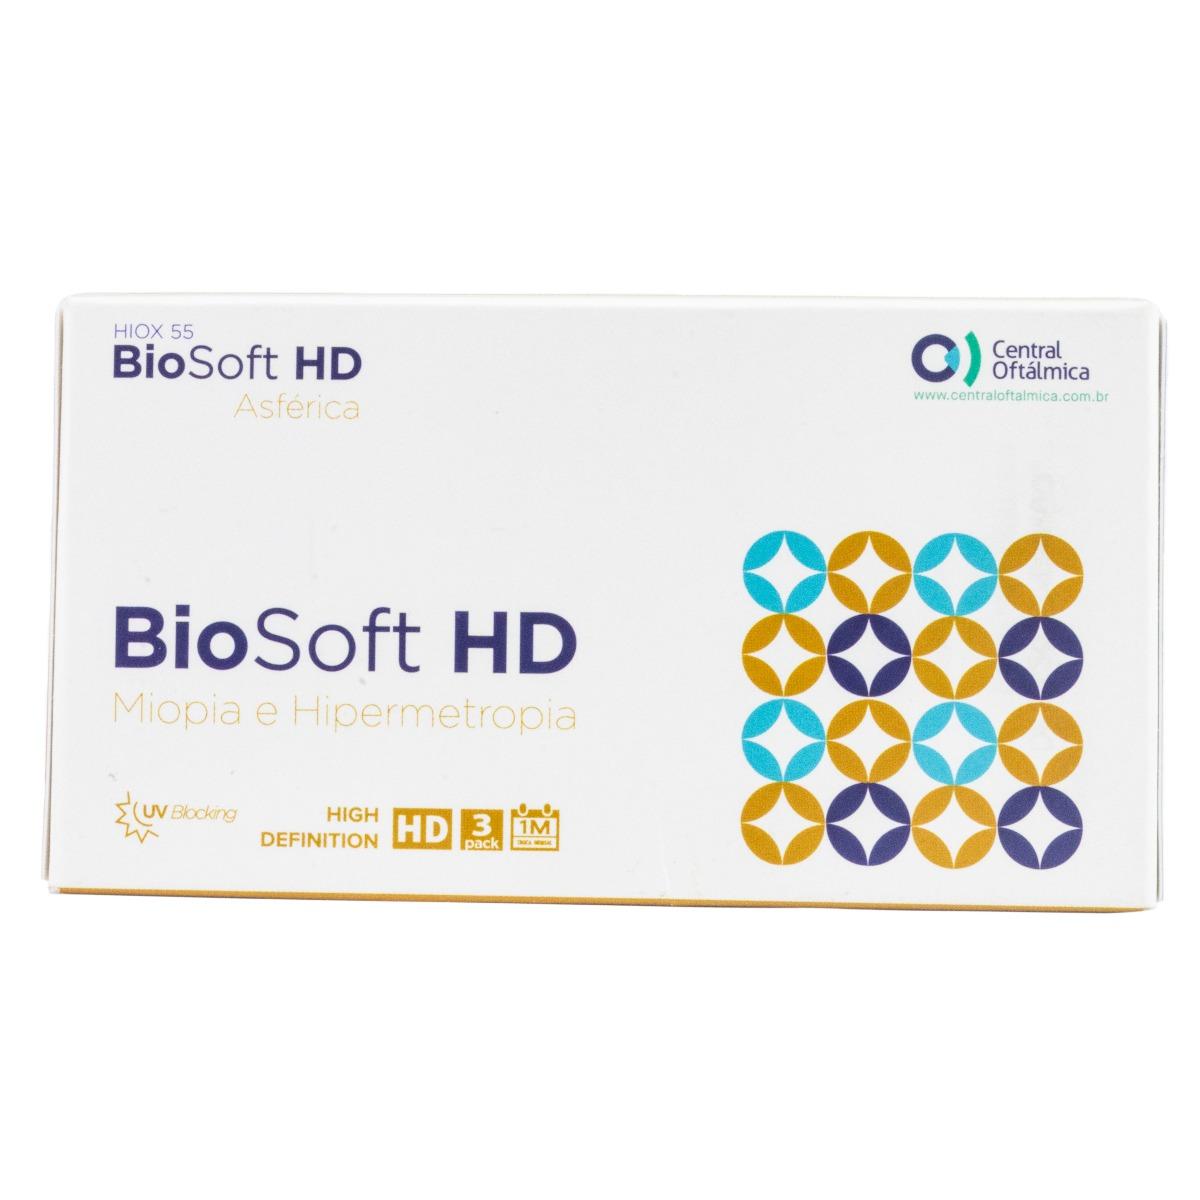 HIOX 55
BioSoft HD
Asférica
Central
Oftálmica
www.centraloftalmica.com.br
BioSoft HD
Miopia e Hipermetropia
UV Blocking
HIGH
DEFINITION
HD
3
pack
1M